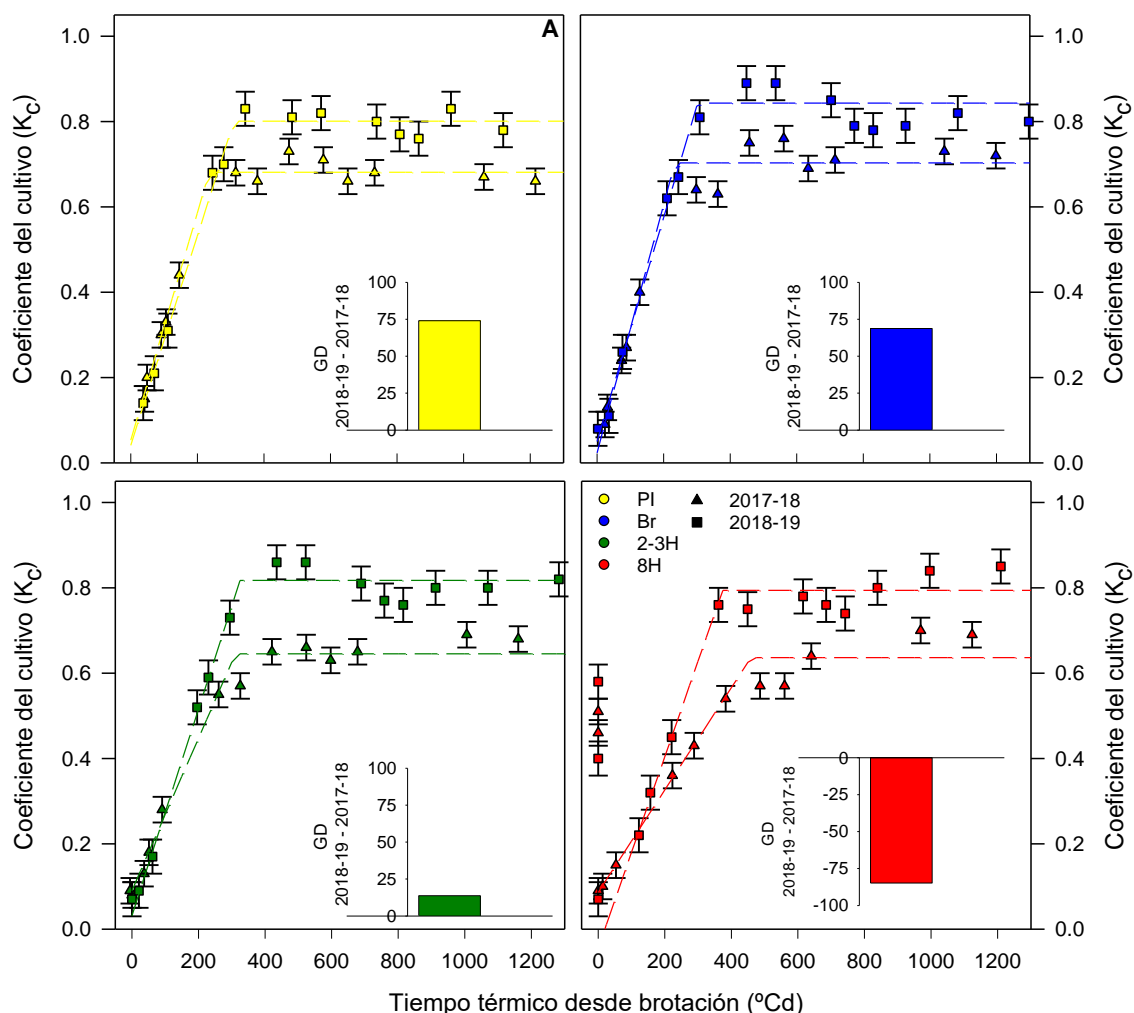 A
Coeficiente del cultivo (KC)
1.0
0.8
0.6
0.4
0.2
0.0
GD
2018-19 - 2017-18
100
75
50
25
0
Coeficiente del cultivo (KC)
1.0
0.8
0.6
0.4
0.2
0.0
GD
2018-19 - 2017-18
100
75
50
25
0
Coeficiente del cultivo (KC)
1.0
0.8
0.6
0.4
0.2
0.0
GD
2018-19 - 2017-18
100
75
50
25
0
0 200 400 600 800 1000 1200
PI 2017-18
Br 2018-19
2-3H
8H
Coeficiente del cultivo (KC)
1.0
0.8
0.6
0.4
0.2
0.0
GD
2018-19 - 2017-18
0
-25
-50
-75
-100
0 200 400 600 800 1000 1200
Tiempo térmico desde brotación (ºCd)